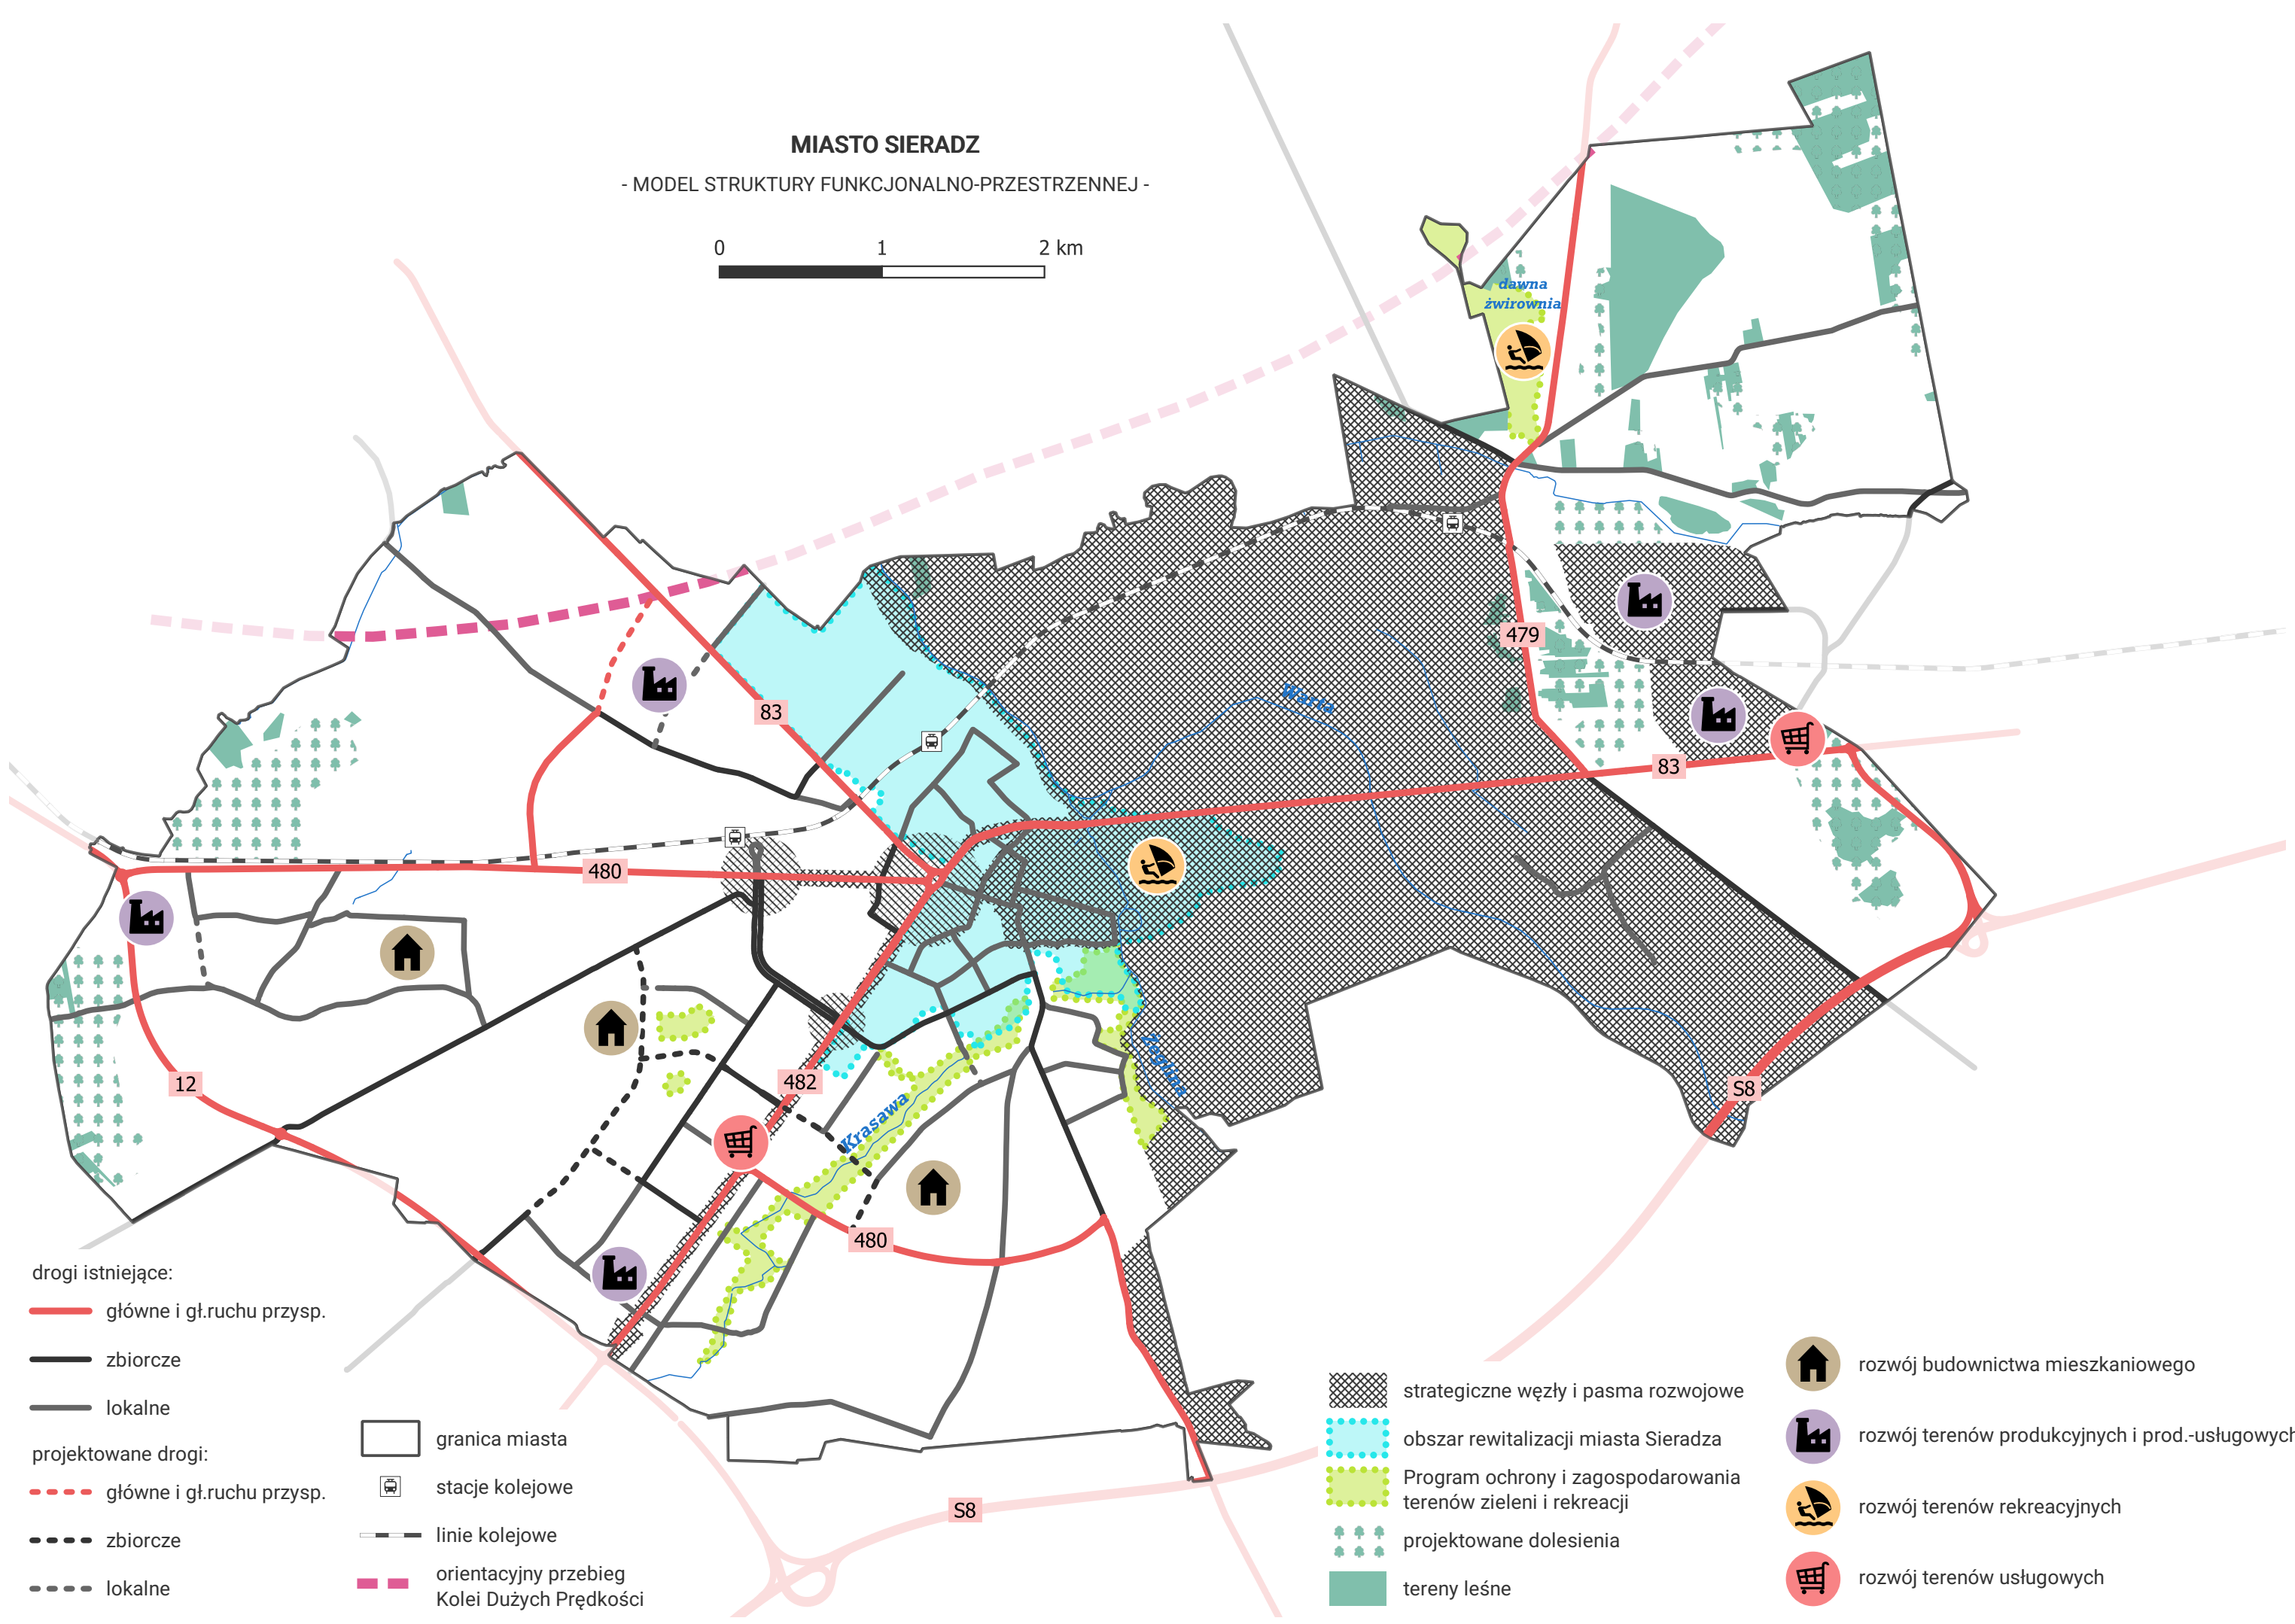 MIASTO SIERADZ
- MODEL STRUKTURY FUNKCJONALNO-PRZESTRZENNEJ -
0 1 2 km
dawna
żwirownia
479
Warta
83
83
480
12
482
Krasawa
Żeglina
S8
480
S8
drogi istniejące:
główne i gł.ruchu przysp.
zbiorcze
lokalne
projektowane drogi:
główne i gł.ruchu przysp.
zbiorcze
lokalne
granica miasta
stacje kolejowe
linie kolejowe
orientacyjny przebieg
Kolei Dużych Prędkości
strategiczne węzły i pasma rozwojowe
obszar rewitalizacji miasta Sieradza
Program ochrony i zagospodarowania
terenów zieleni i rekreacji
projektowane dolesienia
tereny leśne
rozwój budownictwa mieszkaniowego
rozwój terenów produkcyjnych i prod.-usługowych
rozwój terenów rekreacyjnych
rozwój terenów usługowych